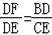 DF/DE = BD/CE